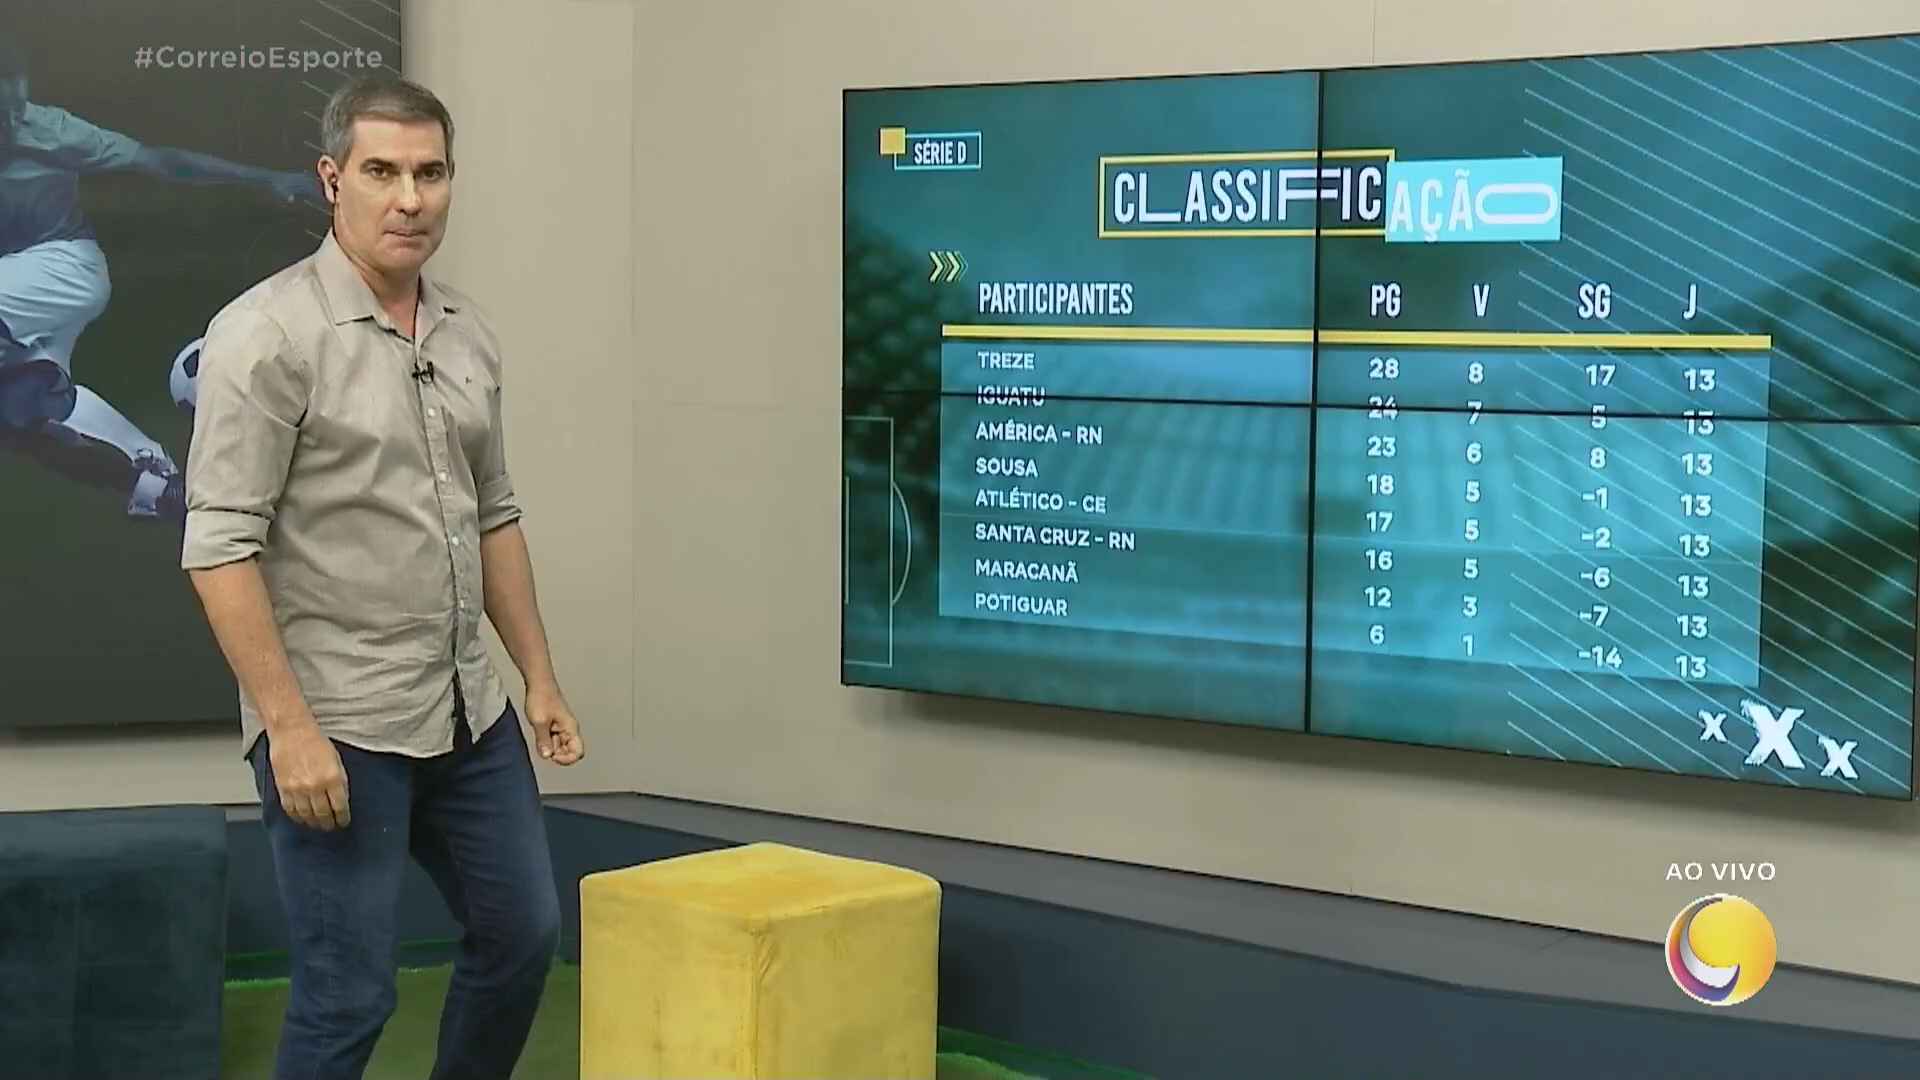 #CorreioEsporte
SÉRIE D
CLASSIFICAÇÃO
PARTICIPANTES PG V SG J
TREZE 28 8 17 13
IGUATU 24 7 5 13
AMÉRICA - RN 23 6 8 13
SOUSA 18 5 -1 13
ATLÉTICO - CE 17 5 -2 13
SANTA CRUZ - RN 16 5 -6 13
MARACANÃ 12 3 -7 13
POTIGUAR 6 1 -14 13
X X X
AO VIVO